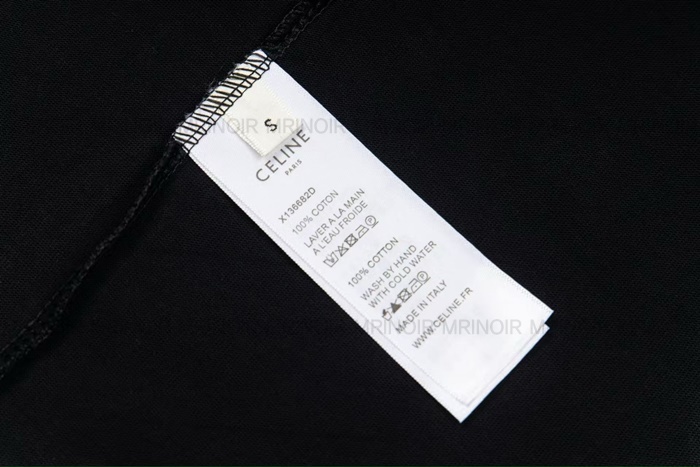 MRINOIR MRINOIR
S
CELINE
PARIS
X136682D
100% COTON
LAVER A LA MAIN
A L'EAU FROIDE
100% COTTON
WASH BY HAND
WITH COLD WATER
MADE IN ITALY
WWW.CELINE.FR
MRINOIR MRINOIR M